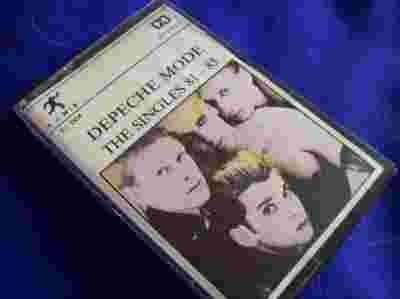 DEPECHE MODE
THE SINGLES 81 - 85